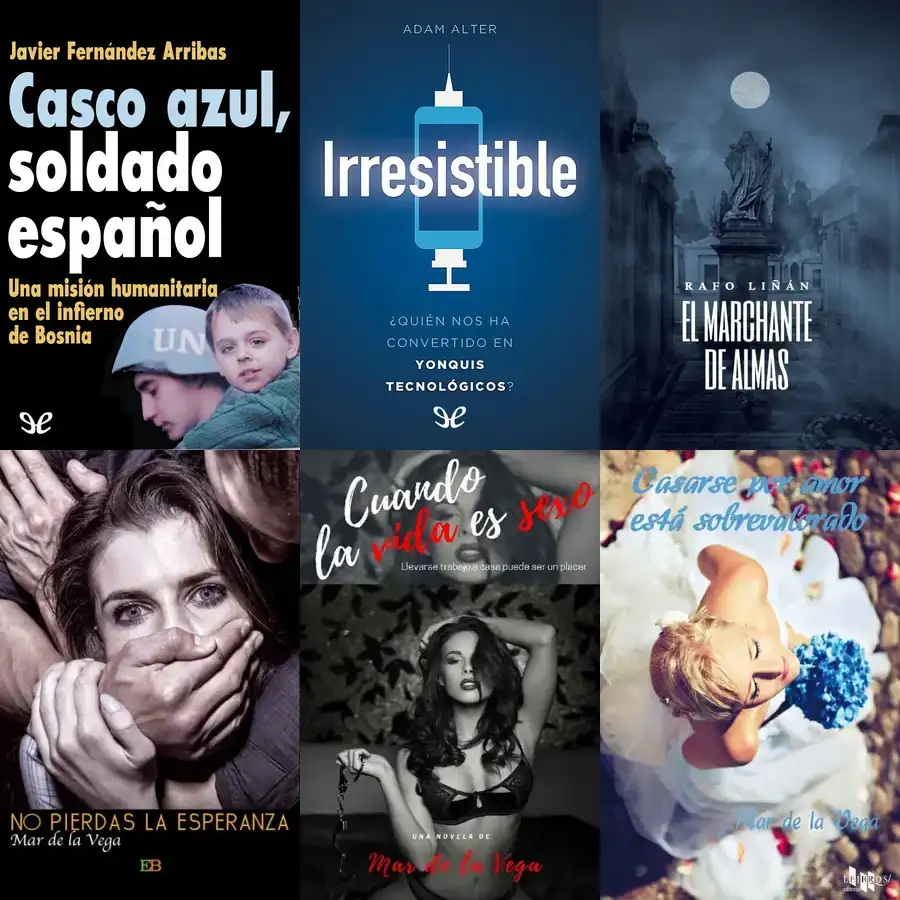 Javier Fernández Arribas
Casco azul,
soldado
español
Una misión humanitaria
en el infierno
de Bosnia
UN
ADAM ALTER
Irresistible
¿QUIÉN NOS HA
CONVERTIDO EN
YONQUIS
TECNOLÓGICOS?
RAFO LIÑÁN
EL MARCHANTE
DE ALMAS
NO PIERDAS LA ESPERANZA
Mar de la Vega
EB
Cuando
la vida es sexo
Llevarse trabajo a casa puede ser un placer
UNA NOVELA DE
Mar de la Vega
Casarse por amor
está sobrevalorado
Mar de la Vega